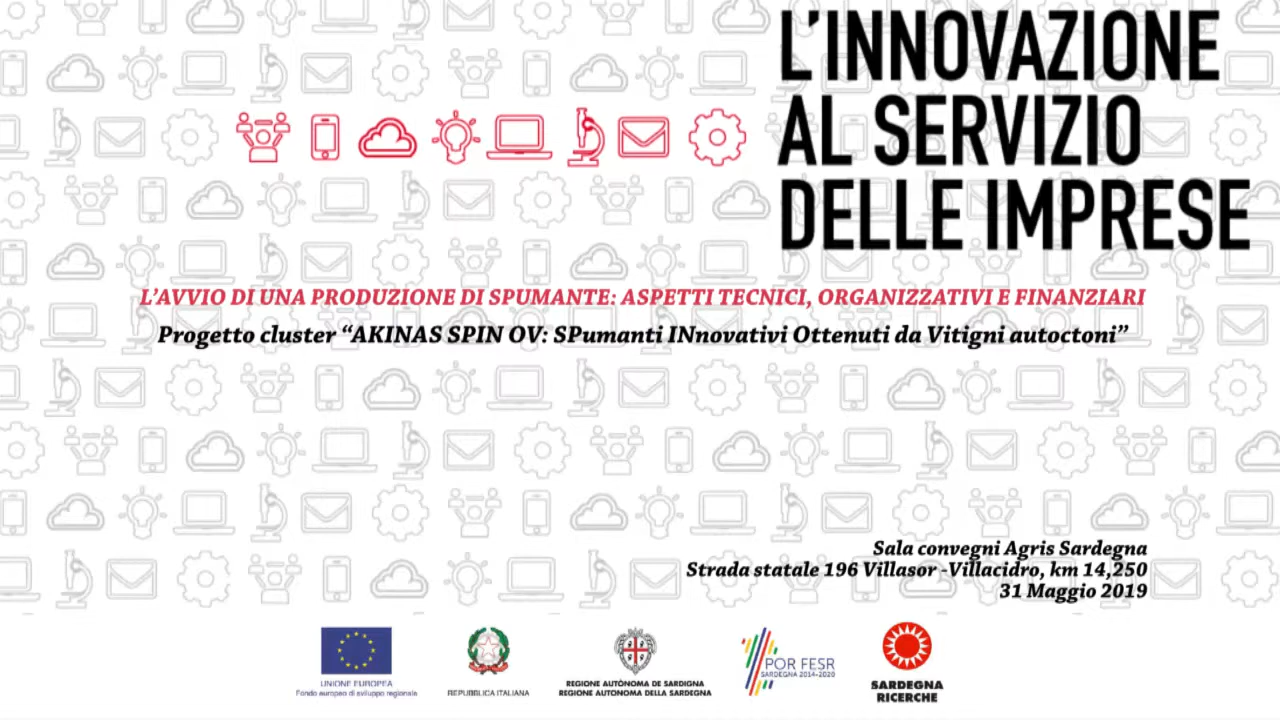 L'INNOVAZIONE
AL SERVIZIO
DELLE IMPRESE
L'AVVIO DI UNA PRODUZIONE DI SPUMANTE: ASPETTI TECNICI, ORGANIZZATIVI E FINANZIARI
Progetto cluster “AKINAS SPIN OV: SPumanti INnovativi Ottenuti da Vitigni autoctoni”
Sala convegni Agris Sardegna
Strada statale 196 Villasor -Villacidro, km 14,250
31 Maggio 2019
UNIONE EUROPEA
Fondo europeo di sviluppo regionale
REPUBBLICA ITALIANA
REGIONE AUTÒNOMA DE SARDIGNA
REGIONE AUTONOMA DELLA SARDEGNA
POR FESR
SARDEGNA 2014-2020
SARDEGNA
RICERCHE